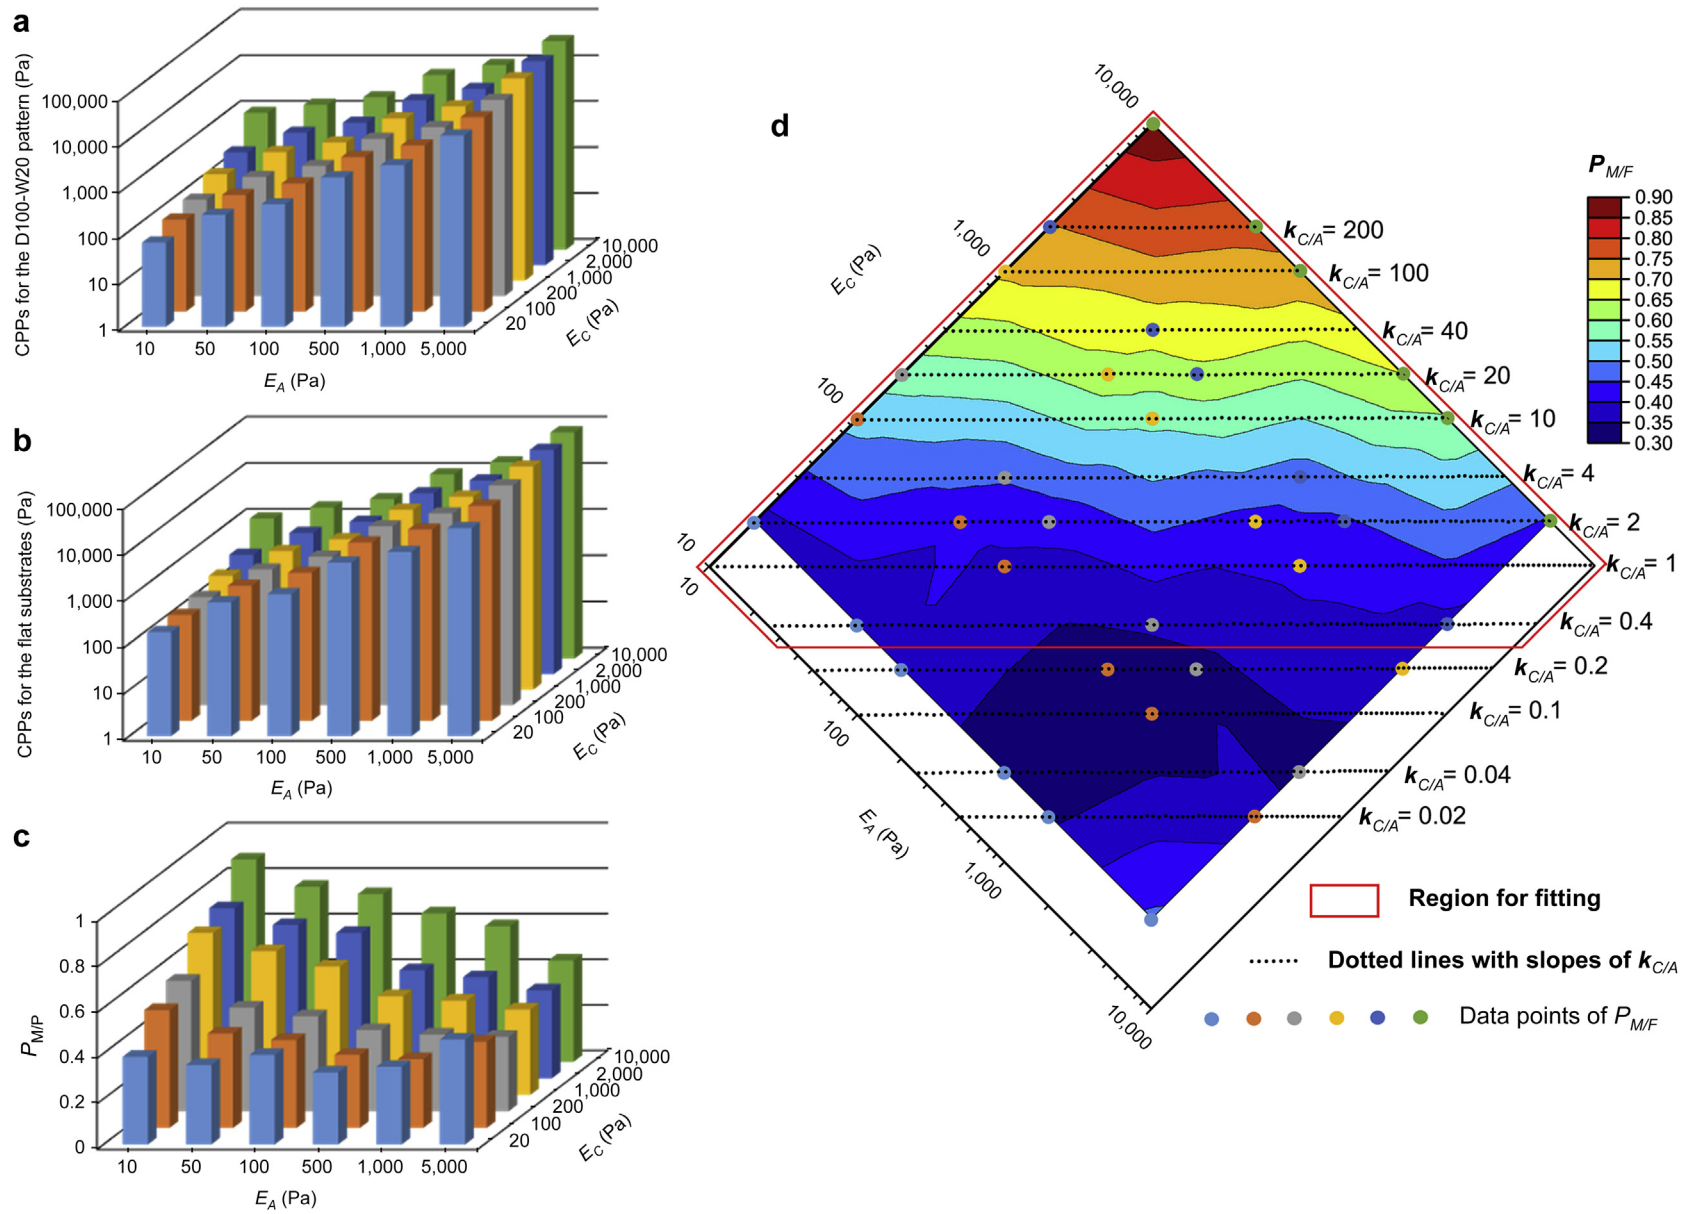 a
CPPs for the D100-W20 pattern (Pa)
100,000
10,000
1,000
100
10
1
10
50
100
500
1,000
5,000
E_A (Pa)
20
100
200
1,000
2,000
10,000
E_C (Pa)
b
CPPs for the filat substrates (Pa)
100,000
10,000
1,000
100
10
1
10
50
100
500
1,000
5,000
E_A (Pa)
20
100
200
1,000
2,000
10,000
E_C (Pa)
c
P_M/P
1
0.8
0.6
0.4
0.2
0
10
50
100
500
1,000
5,000
E_A (Pa)
20
100
200
1,000
2,000
10,000
E_C (Pa)
d
10,000
1,000
100
10
E_C (Pa)
10
100
1,000
10,000
E_A (Pa)
k_C/A= 200
k_C/A= 100
k_C/A= 40
k_C/A= 20
k_C/A= 10
k_C/A= 4
k_C/A= 2
k_C/A= 1
k_C/A= 0.4
k_C/A= 0.2
k_C/A= 0.1
k_C/A= 0.04
k_C/A= 0.02
P_M/F
0.90
0.85
0.80
0.75
0.70
0.65
0.60
0.55
0.50
0.45
0.40
0.35
0.30
Region for fitting
Dotted lines with slopes of k_C/A
Data points of P_M/F